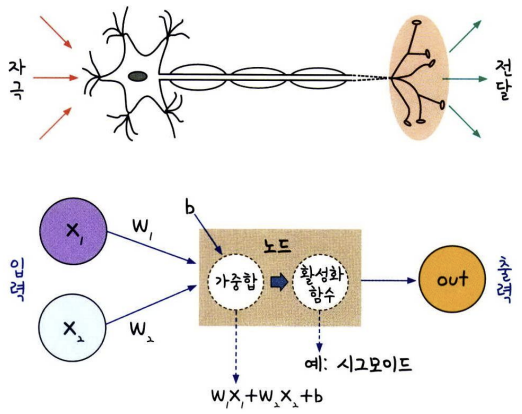 자극
전달
b
노드
X₁
W₁
입력
가중합
활성화
함수
out
출력
X₂
W₂
예: 시그모이드
W₁X₁+W₂X₂+b